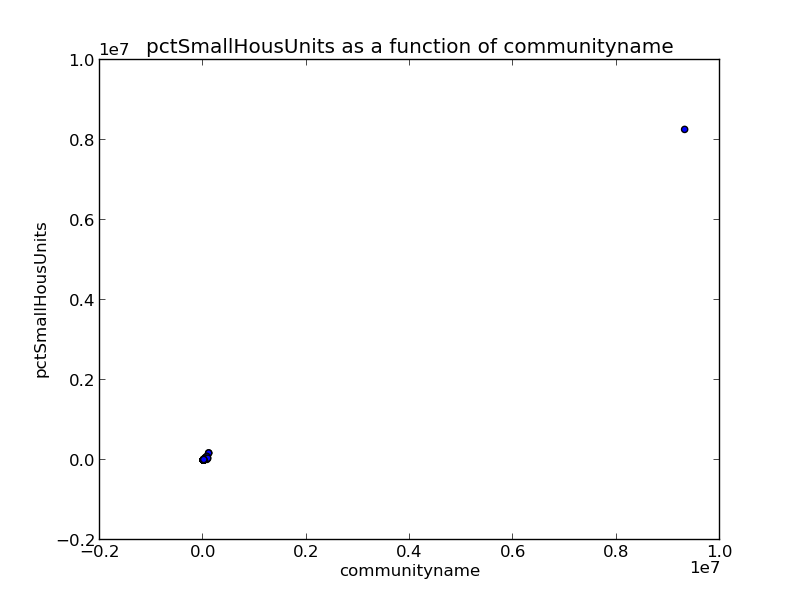 pctSmallHousUnits as a function of communityname
1e7
1.0
0.8
0.6
0.4
0.2
0.0
−0.2
pctSmallHousUnits
−0.2 0.0 0.2 0.4 0.6 0.8 1.0
1e7
communityname